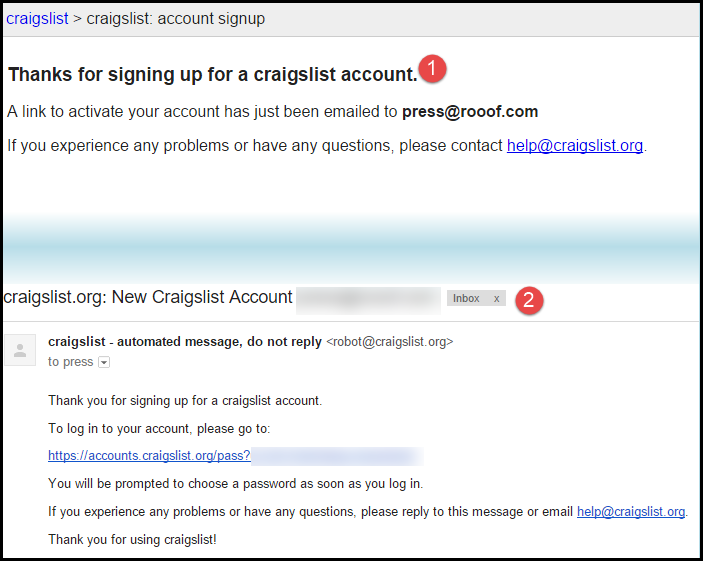 craigslist > craigslist: account signup
Thanks for signing up for a craigslist account. 1
A link to activate your account has just been emailed to press@rooof.com
If you experience any problems or have any questions, please contact help@craigslist.org.
craigslist.org: New Craigslist Account Inbox x 2
craigslist - automated message, do not reply <robot@craigslist.org>
to press
Thank you for signing up for a craigslist account.
To log in to your account, please go to:
https://accounts.craigslist.org/pass?
You will be prompted to choose a password as soon as you log in.
If you experience any problems or have any questions, please reply to this message or email help@craigslist.org.
Thank you for using craigslist!